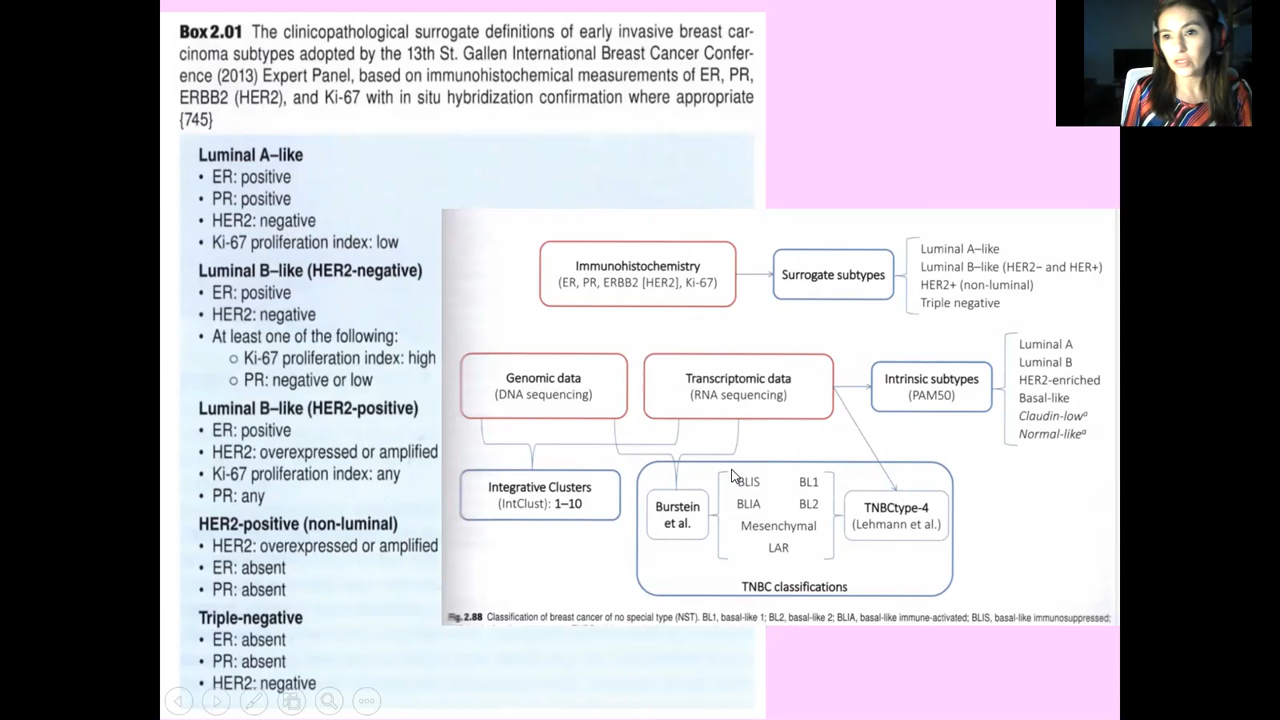 Box 2.01 The clinicopathological surrogate definitions of early invasive breast car-
cinoma subtypes adopted by the 13th St. Gallen International Breast Cancer Confer-
ence (2013) Expert Panel, based on immunohistochemical measurements of ER, PR,
ERBB2 (HER2), and Ki-67 with in situ hybridization confirmation where appropriate
{745}
Luminal A–like
• ER: positive
• PR: positive
• HER2: negative
• Ki-67 proliferation index: low
Luminal B–like (HER2-negative)
• ER: positive
• HER2: negative
• At least one of the following:
○ Ki-67 proliferation index: high
○ PR: negative or low
Luminal B–like (HER2-positive)
• ER: positive
• HER2: overexpressed or amplified
• Ki-67 proliferation index: any
• PR: any
HER2-positive (non-luminal)
• HER2: overexpressed or amplified
• ER: absent
• PR: absent
Triple-negative
• ER: absent
• PR: absent
• HER2: negative
Immunohistochemistry
(ER, PR, ERBB2 [HER2], Ki-67)
Surrogate subtypes
Luminal A–like
Luminal B–like (HER2− and HER+)
HER2+ (non-luminal)
Triple negative
Genomic data
(DNA sequencing)
Transcriptomic data
(RNA sequencing)
Intrinsic subtypes
(PAM50)
Luminal A
Luminal B
HER2-enriched
Basal-like
Claudin-lowᵃ
Normal-likeᵃ
Integrative Clusters
(IntClust): 1–10
Burstein
et al.
BLIS BL1
BLIA BL2
Mesenchymal
LAR
TNBCtype-4
(Lehmann et al.)
TNBC classifications
Fig. 2.88 Classification of breast cancer of no special type (NST). BL1, basal-like 1; BL2, basal-like 2; BLIA, basal-like immune-activated; BLIS, basal-like immunosuppressed;